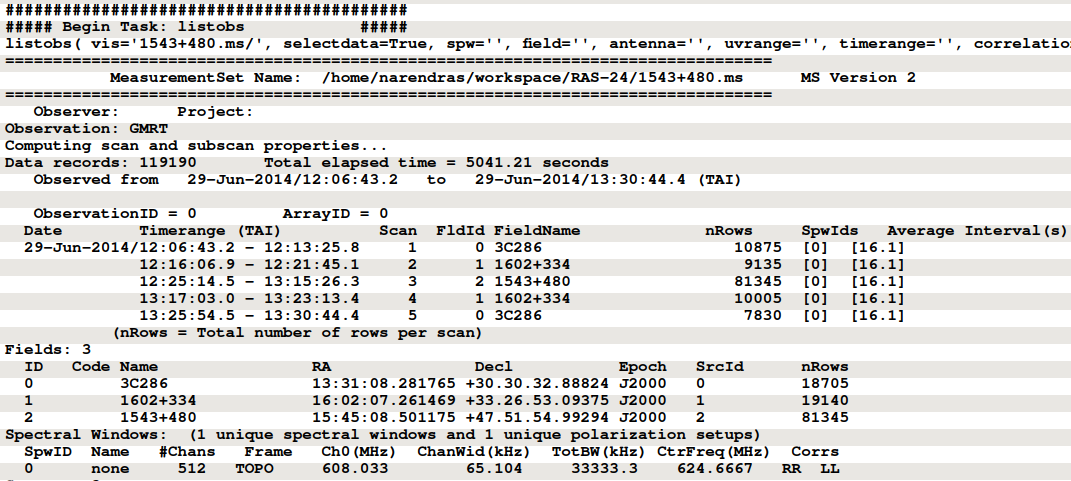 ##########################################
##### Begin Task: listobs            #####
listobs( vis='1543+480.ms/', selectdata=True, spw='', field='', antenna='', uvrange='', timerange='', correlatio
================================================================================
MeasurementSet Name:  /home/narendras/workspace/RAS-24/1543+480.ms      MS Version 2
================================================================================
Observer:      Project:
Observation: GMRT
Computing scan and subscan properties...
Data records: 119190       Total elapsed time = 5041.21 seconds
Observed from   29-Jun-2014/12:06:43.2   to   29-Jun-2014/13:30:44.4 (TAI)
ObservationID = 0         ArrayID = 0
Date        Timerange (TAI)          Scan  FldId FieldName             nRows     SpwIds   Average Interval(s)
29-Jun-2014/12:06:43.2 - 12:13:25.8     1      0 3C286                 10875  [0]  [16.1]
12:16:06.9 - 12:21:45.1     2      1 1602+334               9135  [0]  [16.1]
12:25:14.5 - 13:15:26.3     3      2 1543+480              81345  [0]  [16.1]
13:17:03.0 - 13:23:13.4     4      1 1602+334              10005  [0]  [16.1]
13:25:54.5 - 13:30:44.4     5      0 3C286                  7830  [0]  [16.1]
(nRows = Total number of rows per scan)
Fields: 3
ID   Code Name                RA               Decl           Epoch   SrcId      nRows
0         3C286               13:31:08.281765 +30.30.32.88824 J2000   0          18705
1         1602+334            16:02:07.261469 +33.26.53.09375 J2000   1          19140
2         1543+480            15:45:08.501175 +47.51.54.99294 J2000   2          81345
Spectral Windows:  (1 unique spectral windows and 1 unique polarization setups)
SpwID  Name   #Chans   Frame   Ch0(MHz)  ChanWid(kHz)  TotBW(kHz) CtrFreq(MHz)  Corrs
0      none      512   TOPO     608.033        65.104     33333.3    624.6667   RR  LL